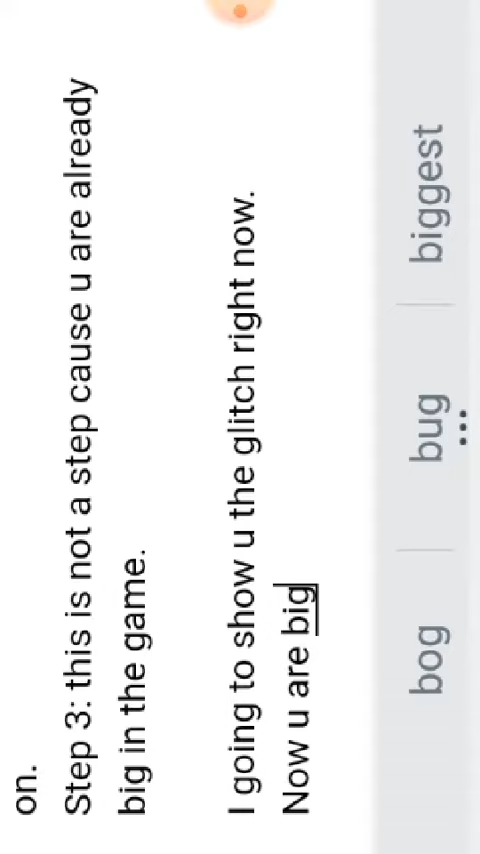 on.
Step 3: this is not a step cause u are already
big in the game.
I going to show u the glitch right now.
Now u are big
bog
bug
biggest